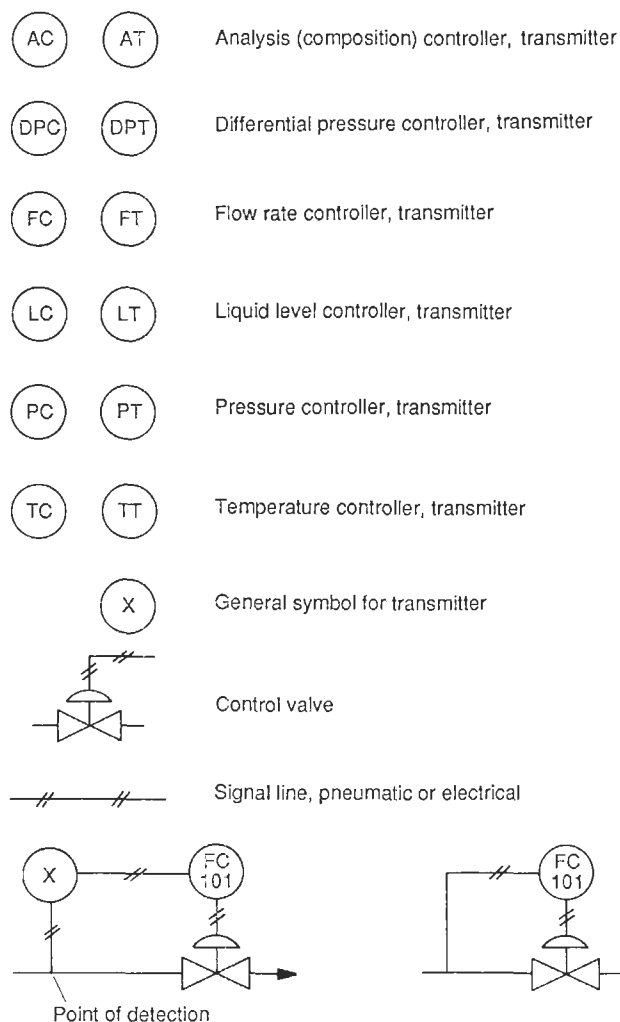 AC AT Analysis (composition) controller, transmitter
DPC DPT Differential pressure controller, transmitter
FC FT Flow rate controller, transmitter
LC LT Liquid level controller, transmitter
PC PT Pressure controller, transmitter
TC TT Temperature controller, transmitter
X General symbol for transmitter
Control valve
Signal line, pneumatic or electrical
X
FC
101
FC
101
Point of detection